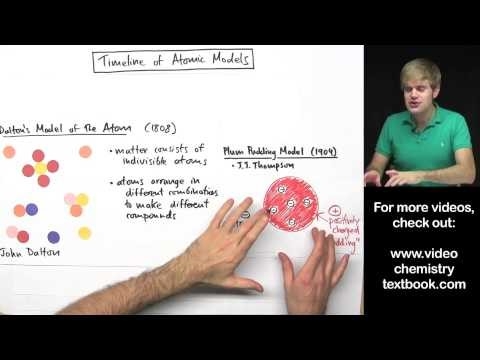 Timeline of Atomic Models
Dalton's Model of the Atom (1808)
• matter consists of
indivisible atoms
• atoms arrange in
different combinations
to make different
compounds
John Dalton
Plum Pudding Model (1904)
• J.J. Thompson
+
positively
charged
"pudding"
For more videos,
check out:
www.video
chemistry
textbook.com